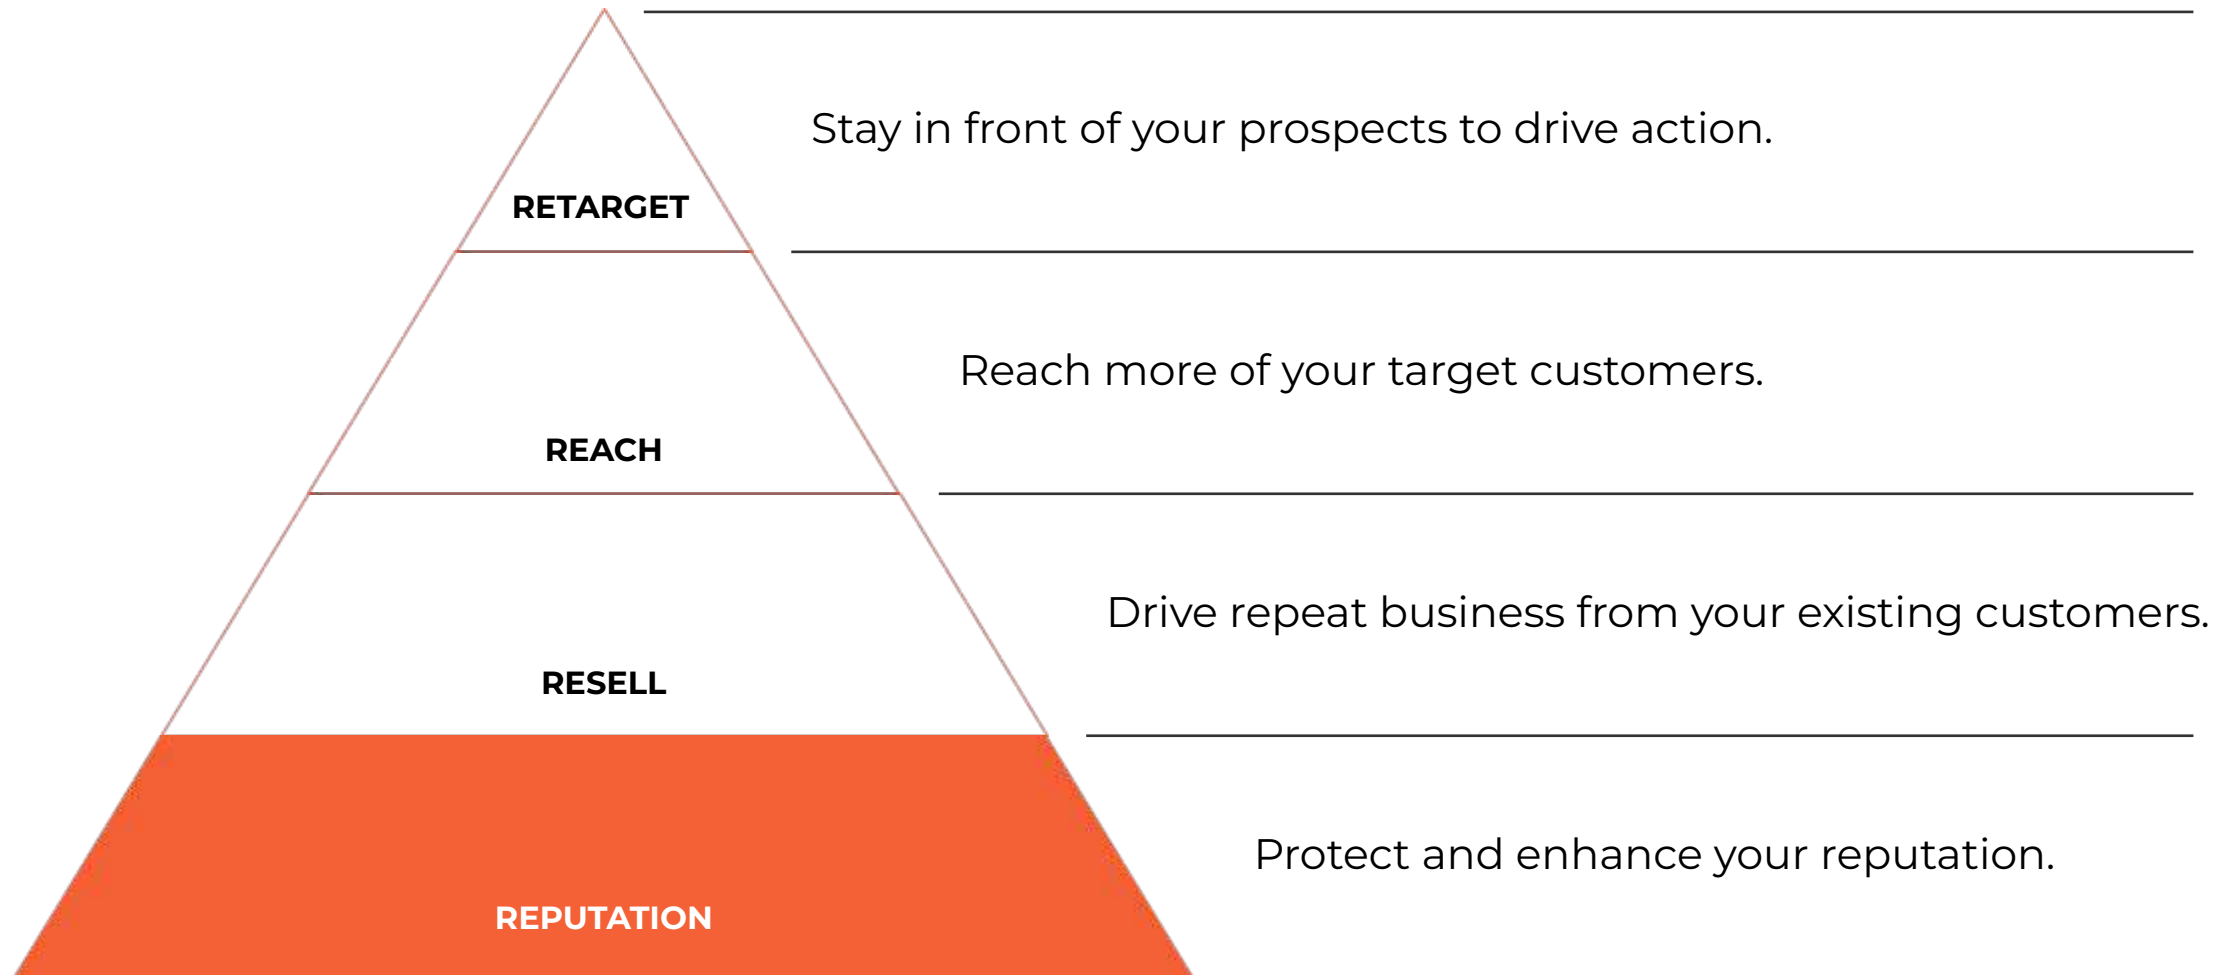 Stay in front of your prospects to drive action.
RETARGET
Reach more of your target customers.
REACH
Drive repeat business from your existing customers.
RESELL
Protect and enhance your reputation.
REPUTATION